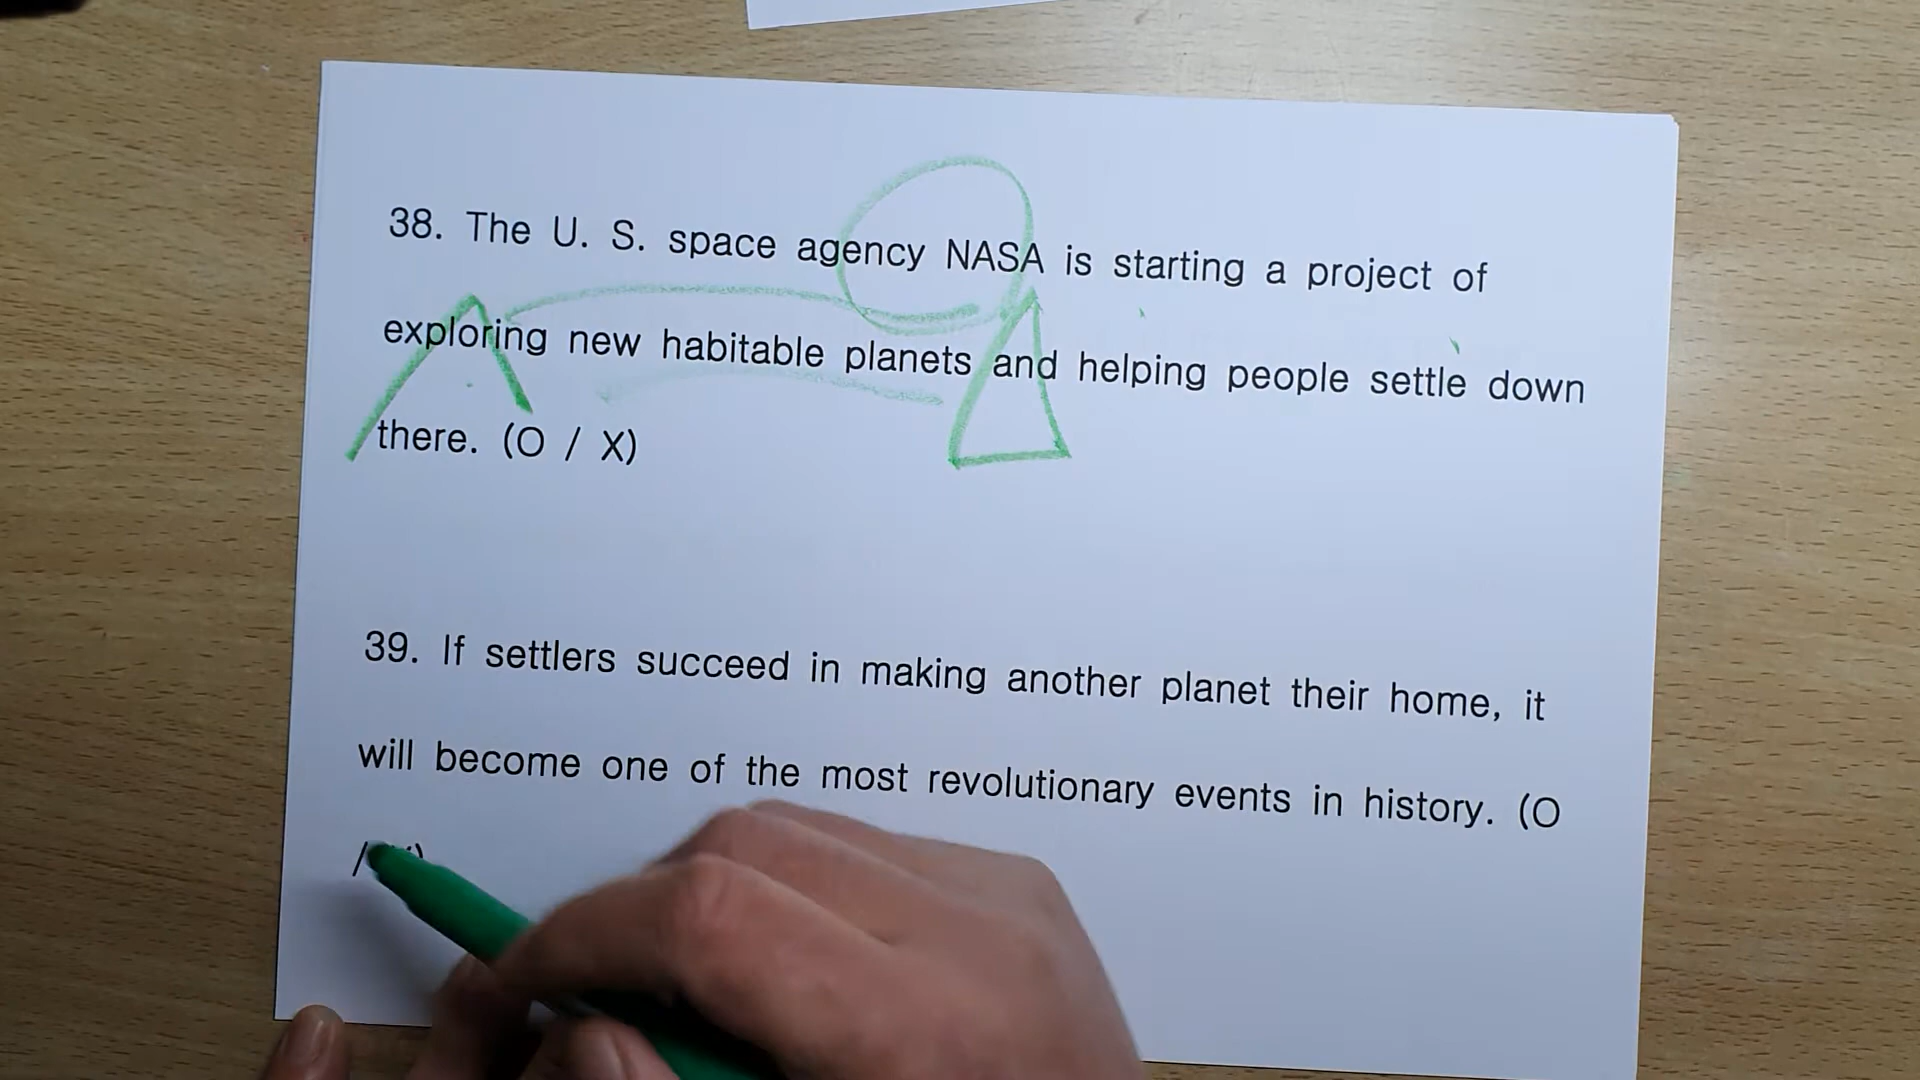 38. The U. S. space agency NASA is starting a project of
exploring new habitable planets and helping people settle down
there. (O / X)
39. If settlers succeed in making another planet their home, it
will become one of the most revolutionary events in history. (O
/ )